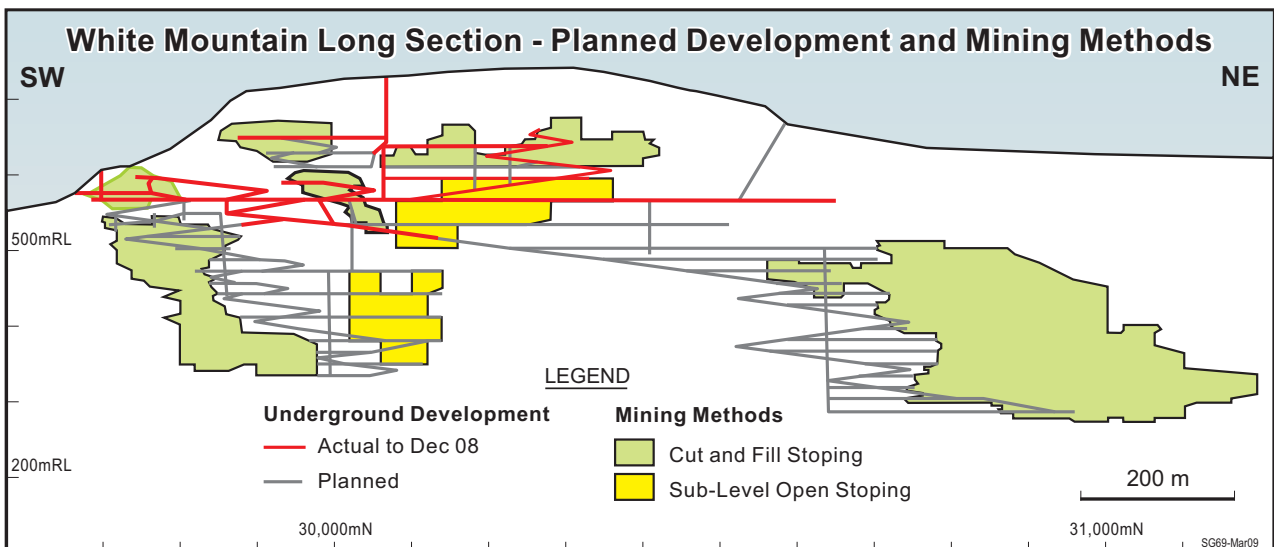 White Mountain Long Section - Planned Development and Mining Methods
SW
NE
500mRL
200mRL
LEGEND
Underground Development
Actual to Dec 08
Planned
Mining Methods
Cut and Fill Stoping
Sub-Level Open Stoping
200 m
30,000mN
31,000mN
SG69-Mar09